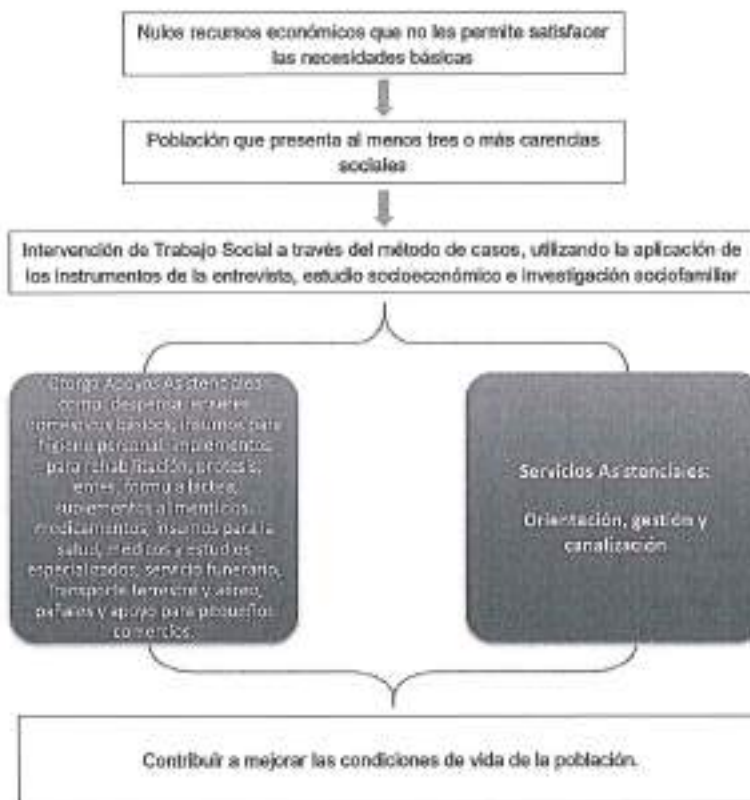 Nulos recursos económicos que no les permite satisfacer
las necesidades básicas
Población que presenta al menos tres o más carencias
sociales
Intervención de Trabajo Social a través del método de casos, utilizando la aplicación de
los instrumentos de la entrevista, estudio socioeconómico e investigación sociofamiliar
Otorga Apoyos Asistenciales
como: despensa, enseres
domésticos básicos, insumos para
higiene personal, implementos
para rehabilitación, prótesis,
lentes, fórmula láctea,
suplementos alimenticios,
medicamentos, insumos para la
salud, médicos y estudios
especializados, servicio funerario,
transporte terrestre y aéreo,
pañales y apoyo para pequeños
comercios.
Servicios Asistenciales:
Orientación, gestión y
canalización
Contribuir a mejorar las condiciones de vida de la población.